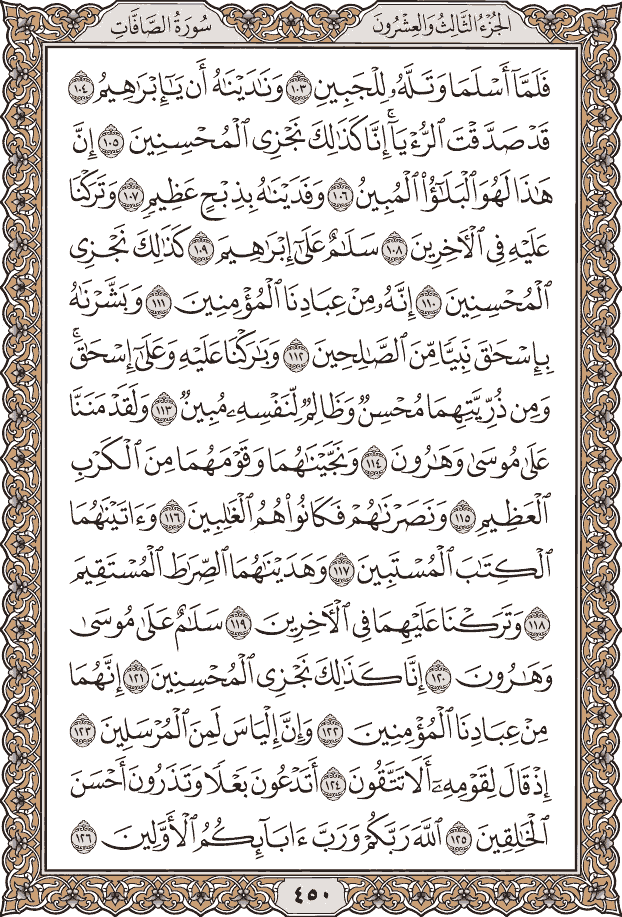 الجُزْءُ الثَّالِثُ وَالعِشْرُونَ
سُورَةُ الصَّافَّاتِ
فَلَمَّآ أَسْلَمَا وَتَلَّهُۥ لِلْجَبِينِ ١٠٣ وَنَٰدَيْنَٰهُ أَن يَٰٓإِبْرَٰهِيمُ ١٠٤
قَدْ صَدَّقْتَ ٱلرُّءْيَآۚ إِنَّا كَذَٰلِكَ نَجْزِى ٱلْمُحْسِنِينَ ١٠٥ إِنَّ
هَٰذَا لَهُوَ ٱلْبَلَٰٓؤُا۟ ٱلْمُبِينُ ١٠٦ وَفَدَيْنَٰهُ بِذِبْحٍ عَظِيمٍ ١٠٧ وَتَرَكْنَا
عَلَيْهِ فِى ٱلْءَاخِرِينَ ١٠٨ سَلَٰمٌ عَلَىٰٓ إِبْرَٰهِيمَ ١٠٩ كَذَٰلِكَ نَجْزِى
ٱلْمُحْسِنِينَ ١١٠ إِنَّهُۥ مِنْ عِبَادِنَا ٱلْمُؤْمِنِينَ ١١١ وَبَشَّرْنَٰهُ
بِإِسْحَٰقَ نَبِيًّا مِّنَ ٱلصَّٰلِحِينَ ١١٢ وَبَٰرَكْنَا عَلَيْهِ وَعَلَىٰٓ إِسْحَٰقَۚ
وَمِن ذُرِّيَّتِهِمَا مُحْسِنٌ وَظَالِمٌ لِّنَفْسِهِۦ مُبِينٌ ١١٣ وَلَقَدْ مَنَنَّا
عَلَىٰ مُوسَىٰ وَهَٰرُونَ ١١٤ وَنَجَّيْنَٰهُمَا وَقَوْمَهُمَا مِنَ ٱلْكَرْبِ
ٱلْعَظِيمِ ١١٥ وَنَصَرْنَٰهُمْ فَكَانُوا۟ هُمُ ٱلْغَٰلِبِينَ ١١٦ وَءَاتَيْنَٰهُمَا
ٱلْكِتَٰبَ ٱلْمُسْتَبِينَ ١١٧ وَهَدَيْنَٰهُمَا ٱلصِّرَٰطَ ٱلْمُسْتَقِيمَ
١١٨ وَتَرَكْنَا عَلَيْهِمَا فِى ٱلْءَاخِرِينَ ١١٩ سَلَٰمٌ عَلَىٰ مُوسَىٰ
وَهَٰرُونَ ١٢٠ إِنَّا كَذَٰلِكَ نَجْزِى ٱلْمُحْسِنِينَ ١٢١ إِنَّهُمَا
مِنْ عِبَادِنَا ٱلْمُؤْمِنِينَ ١٢٢ وَإِنَّ إِلْيَاسَ لَمِنَ ٱلْمُرْسَلِينَ ١٢٣
إِذْ قَالَ لِقَوْمِهِۦٓ أَلَا تَتَّقُونَ ١٢٤ أَتَدْعُونَ بَعْلًا وَتَذَرُونَ أَحْسَنَ
ٱلْخَٰلِقِينَ ١٢٥ ٱللَّهَ رَبَّكُمْ وَرَبَّ ءَابَآئِكُمُ ٱلْأَوَّلِينَ ١٢٦
٤٥٠